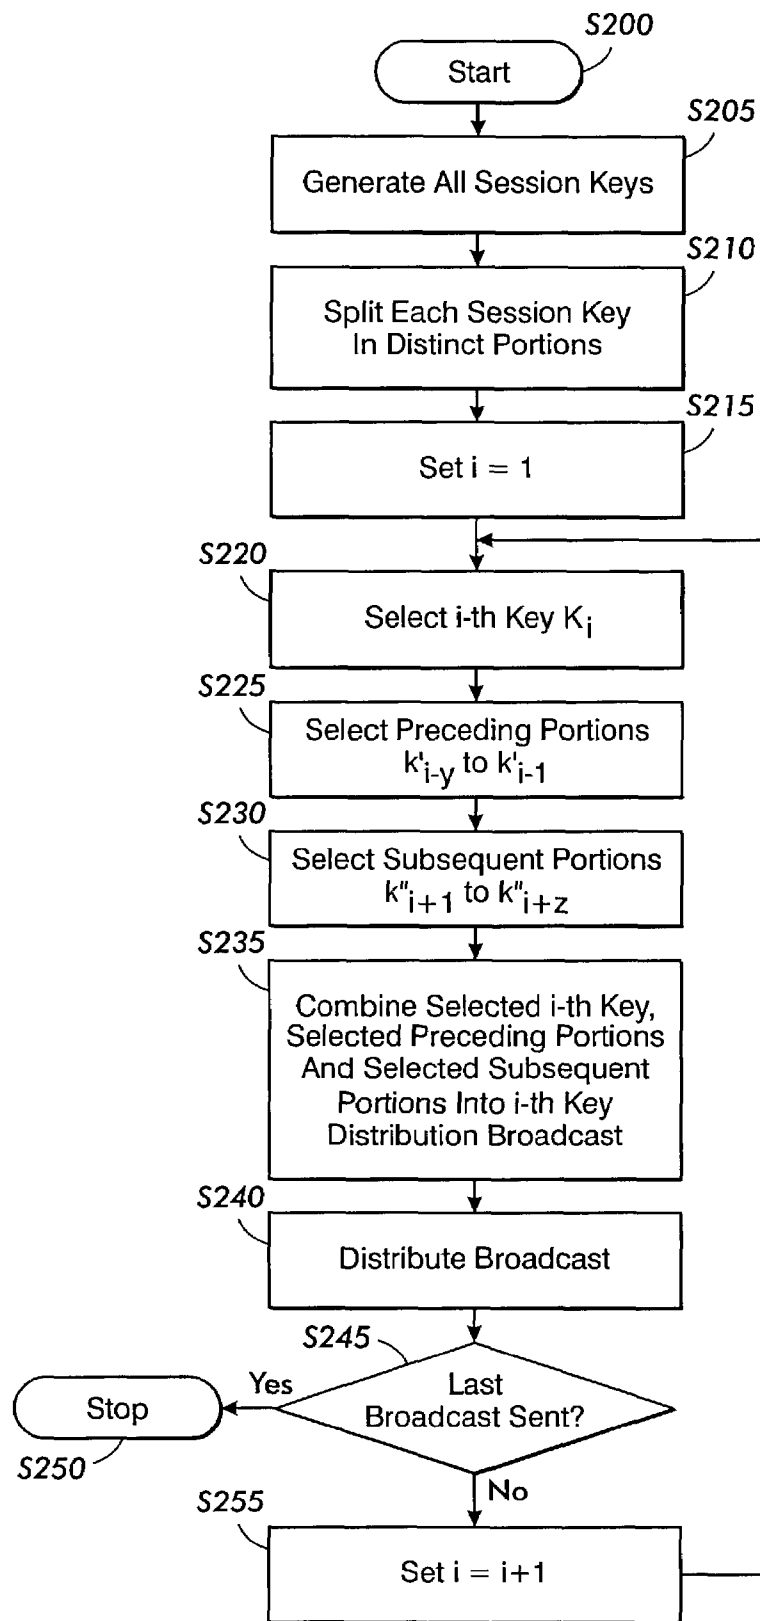 S200
Start
S205
Generate All Session Keys
S210
Split Each Session Key
In Distinct Portions
S215
Set i = 1
S220
Select i-th Key Ki
S225
Select Preceding Portions
k'i-y to k'i-1
S230
Select Subsequent Portions
k"i+1 to k"i+z
S235
Combine Selected i-th Key,
Selected Preceding Portions
And Selected Subsequent
Portions Into i-th Key
Distribution Broadcast
S240
Distribute Broadcast
S245
Last
Broadcast Sent?
Yes
Stop
S250
No
S255
Set i = i+1